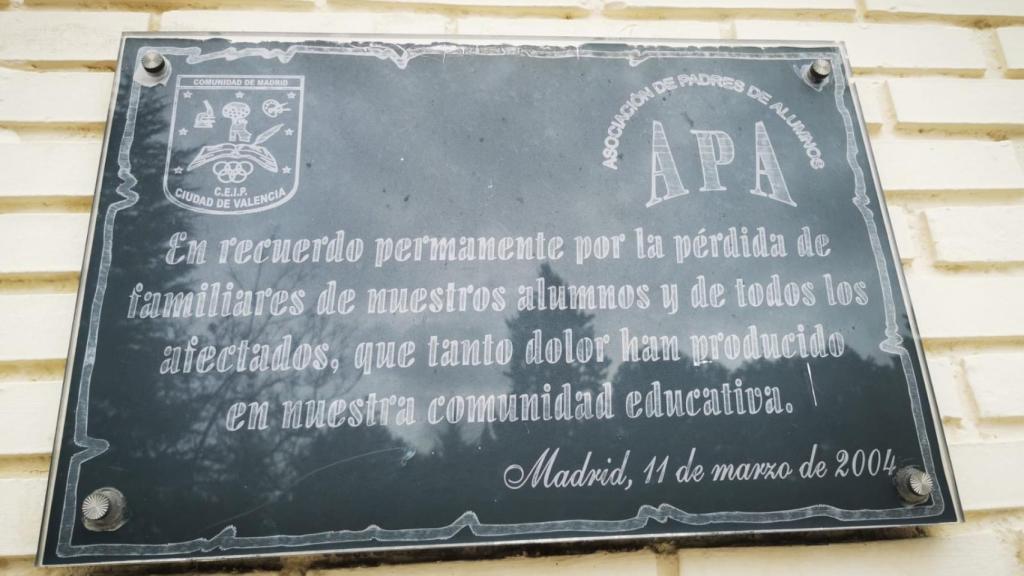 COMUNIDAD DE MADRID
C.E.I.P.
CIUDAD DE VALENCIA
ASOCIACIÓN DE PADRES DE ALUMNOS
APA
En recuerdo permanente por la pérdida de
familiares de nuestros alumnos y de todos los
afectados, que tanto dolor han producido
en nuestra comunidad educativa.
Madrid, 11 de marzo de 2004